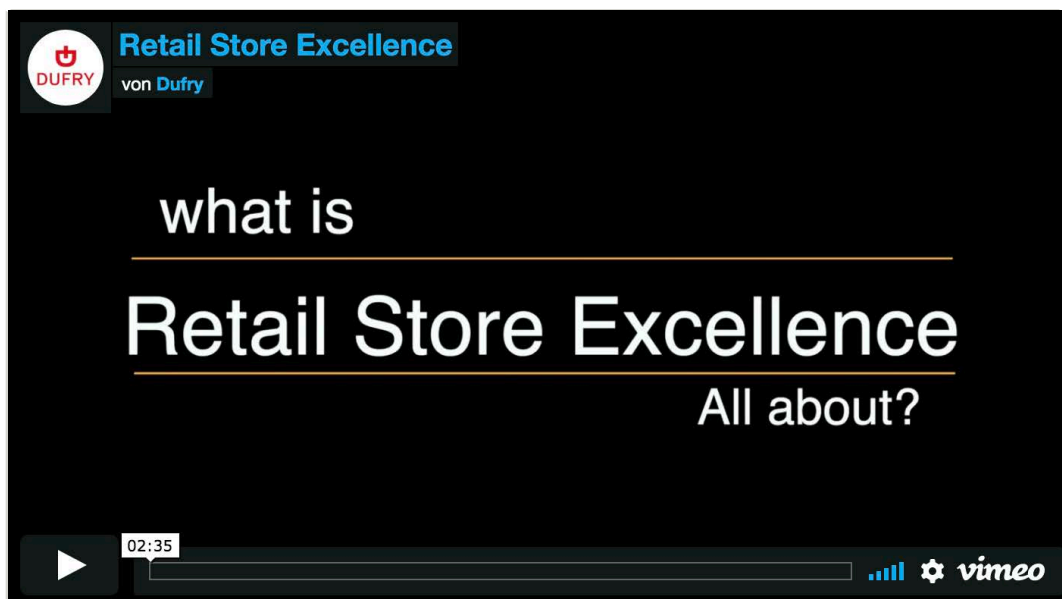 DUFRY
Retail Store Excellence
von Dufry
what is
Retail Store Excellence
All about?
02:35
vimeo